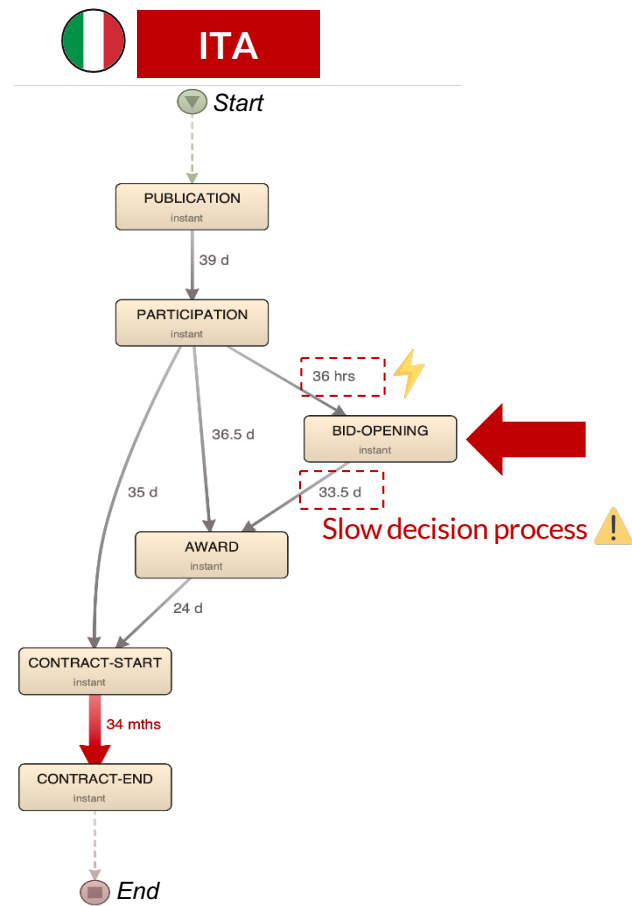 ITA
Start
PUBLICATION
instant
39 d
PARTICIPATION
instant
36 hrs
BID-OPENING
instant
36.5 d
35 d
33.5 d
Slow decision process
AWARD
instant
24 d
CONTRACT-START
instant
34 mths
CONTRACT-END
instant
End